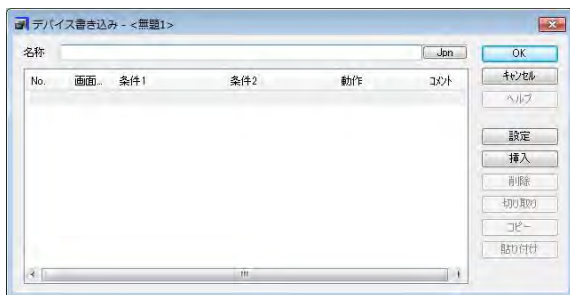 デバイス書き込み - <無題1>
名称
Jpn
OK
キャンセル
ヘルプ
No. 画面... 条件1 条件2 動作 コメント
設定
挿入
削除
切り取り
コピー
貼り付け